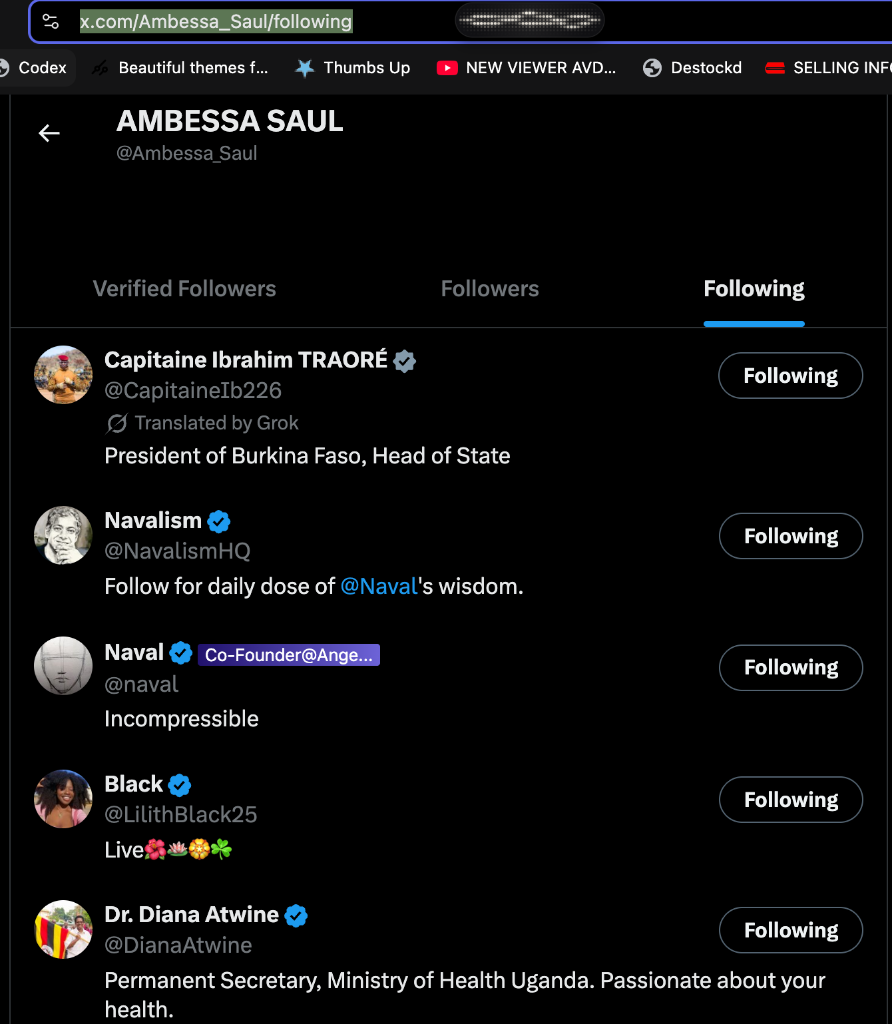 x.com/Ambessa_Saul/following
Codex
Beautiful themes f...
Thumbs Up
NEW VIEWER AVD...
Destockd
SELLING INFO
AMBESSA SAUL
@Ambessa_Saul
Verified Followers
Followers
Following
Capitaine Ibrahim TRAORÉ
Following
@CapitaineIb226
Translated by Grok
President of Burkina Faso, Head of State
Navalism
Following
@NavalismHQ
Follow for daily dose of @Naval's wisdom.
Naval Co-Founder@Ange...
Following
@naval
Incompressible
Black
Following
@LilithBlack25
Live🌺🪷🏵️☘️
Dr. Diana Atwine
Following
@DianaAtwine
Permanent Secretary, Ministry of Health Uganda. Passionate about your
health.